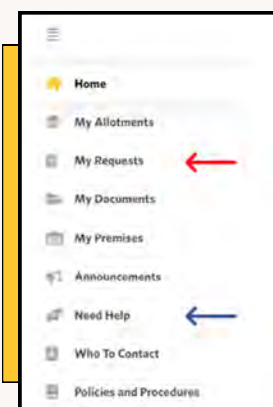 Home
My Allotments
My Requests
My Documents
My Premises
Announcements
Need Help
Who To Contact
Policies and Procedures